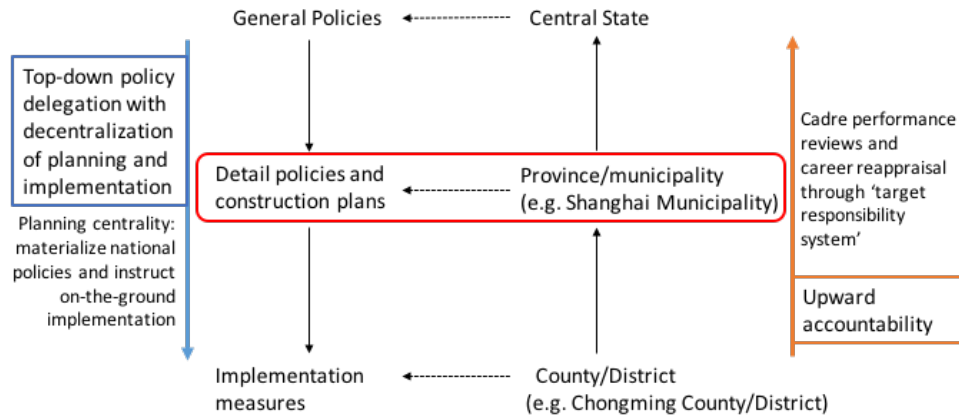 General Policies
Central State
Top-down policy
delegation with
decentralization
of planning and
implementation
Planning centrality:
materialize national
policies and instruct
on-the-ground
implementation
Detail policies and
construction plans
Province/municipality
(e.g. Shanghai Municipality)
Cadre performance
reviews and
career reappraisal
through ‘target
responsibility
system’
Upward
accountability
Implementation
measures
County/District
(e.g. Chongming County/District)